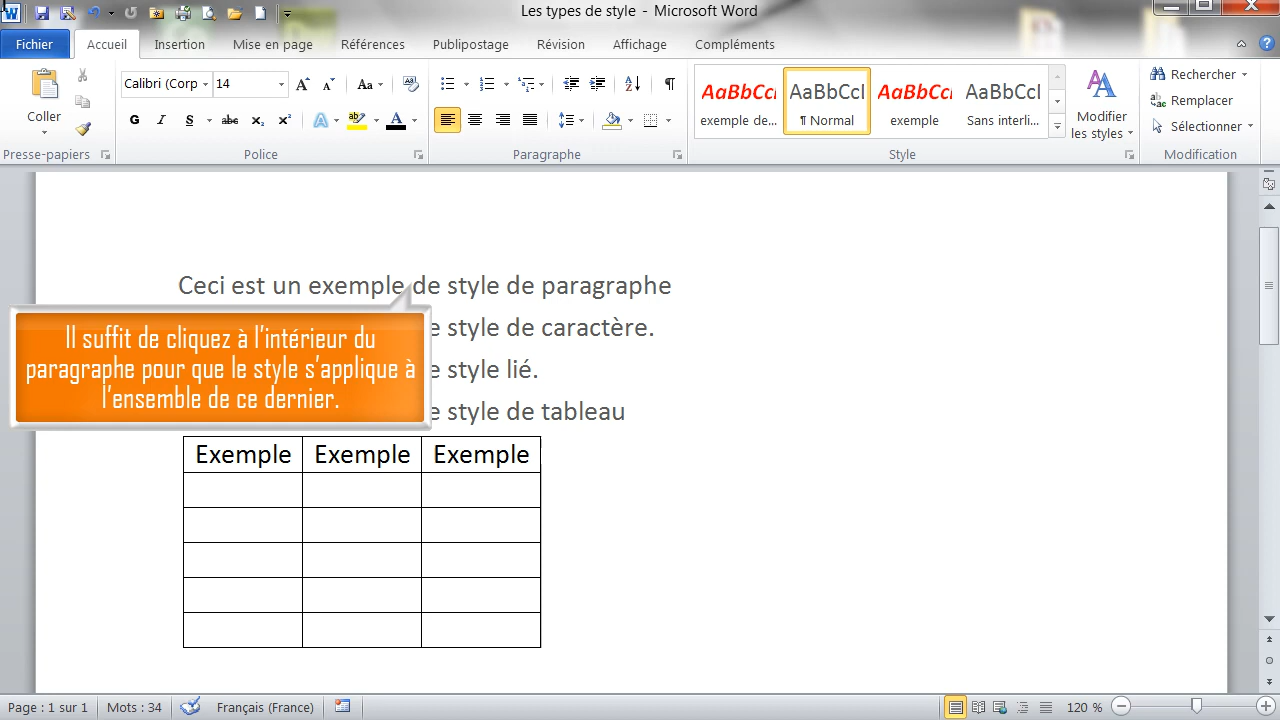 Les types de style - Microsoft Word
Fichier Accueil Insertion Mise en page Références Publipostage Révision Affichage Compléments
Coller
Presse-papiers
Calibri (Corp 14
G I S abc x₂ x² A ab A
Police
Paragraphe
AaBbCcI AaBbCcI AaBbCcI AaBbCcI
exemple de... ¶ Normal exemple Sans interli...
Style
Modifier
les styles
Rechercher
Remplacer
Sélectionner
Modification
Ceci est un exemple de style de paragraphe
e style de caractère.
e style lié.
e style de tableau
Il suffit de cliquez à l'intérieur du
paragraphe pour que le style s'applique à
l'ensemble de ce dernier.
Exemple Exemple Exemple
Page : 1 sur 1 Mots : 34 Français (France) 120 %